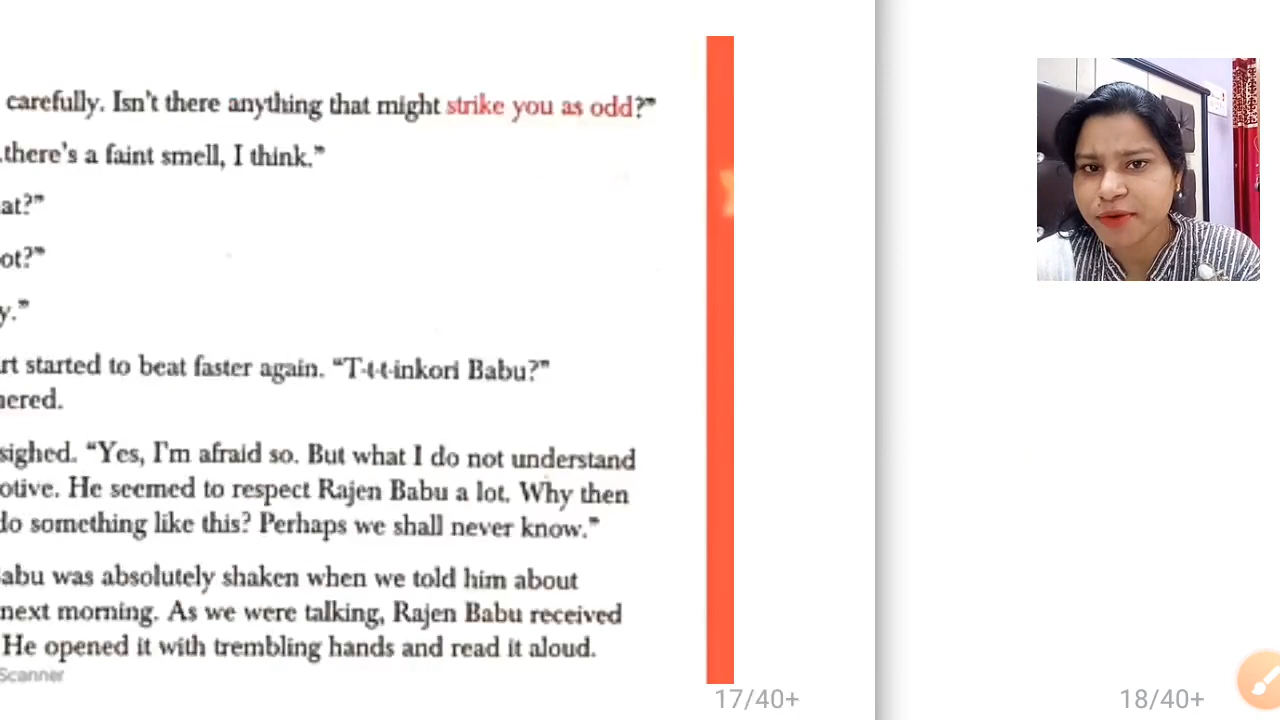 carefully. Isn't there anything that might strike you as odd?"
.there's a faint smell, I think."
at?"
ot?"
y."
rt started to beat faster again. "T-t-t-inkori Babu?"
ered.
sighed. "Yes, I'm afraid so. But what I do not understand
otive. He seemed to respect Rajen Babu a lot. Why then
do something like this? Perhaps we shall never know."
abu was absolutely shaken when we told him about
next morning. As we were talking, Rajen Babu received
He opened it with trembling hands and read it aloud.
Scanner
17/40+
18/40+